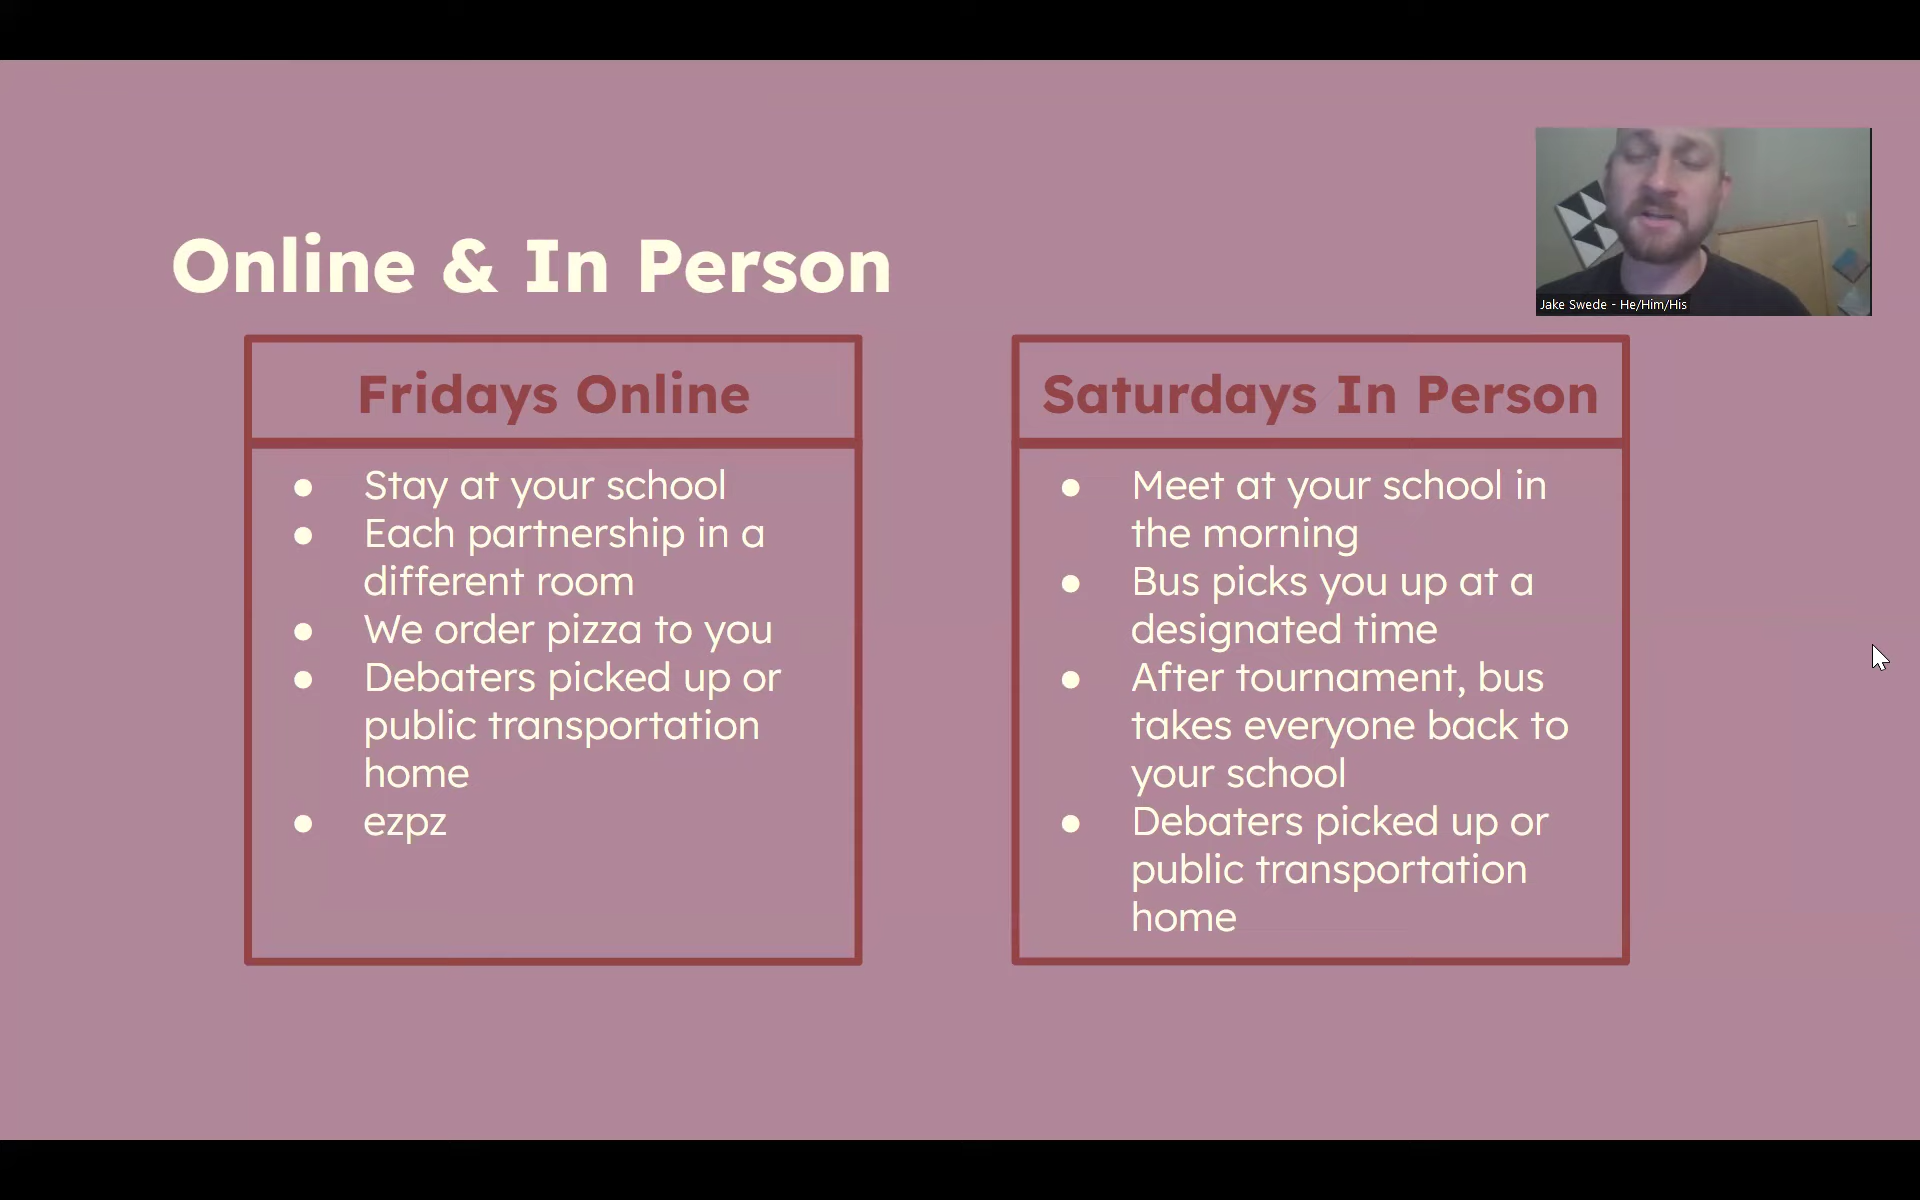 Online & In Person
Jake Swede - He/Him/His
Fridays Online
● Stay at your school
● Each partnership in a
different room
● We order pizza to you
● Debaters picked up or
public transportation
home
● ezpz
Saturdays In Person
● Meet at your school in
the morning
● Bus picks you up at a
designated time
● After tournament, bus
takes everyone back to
your school
● Debaters picked up or
public transportation
home